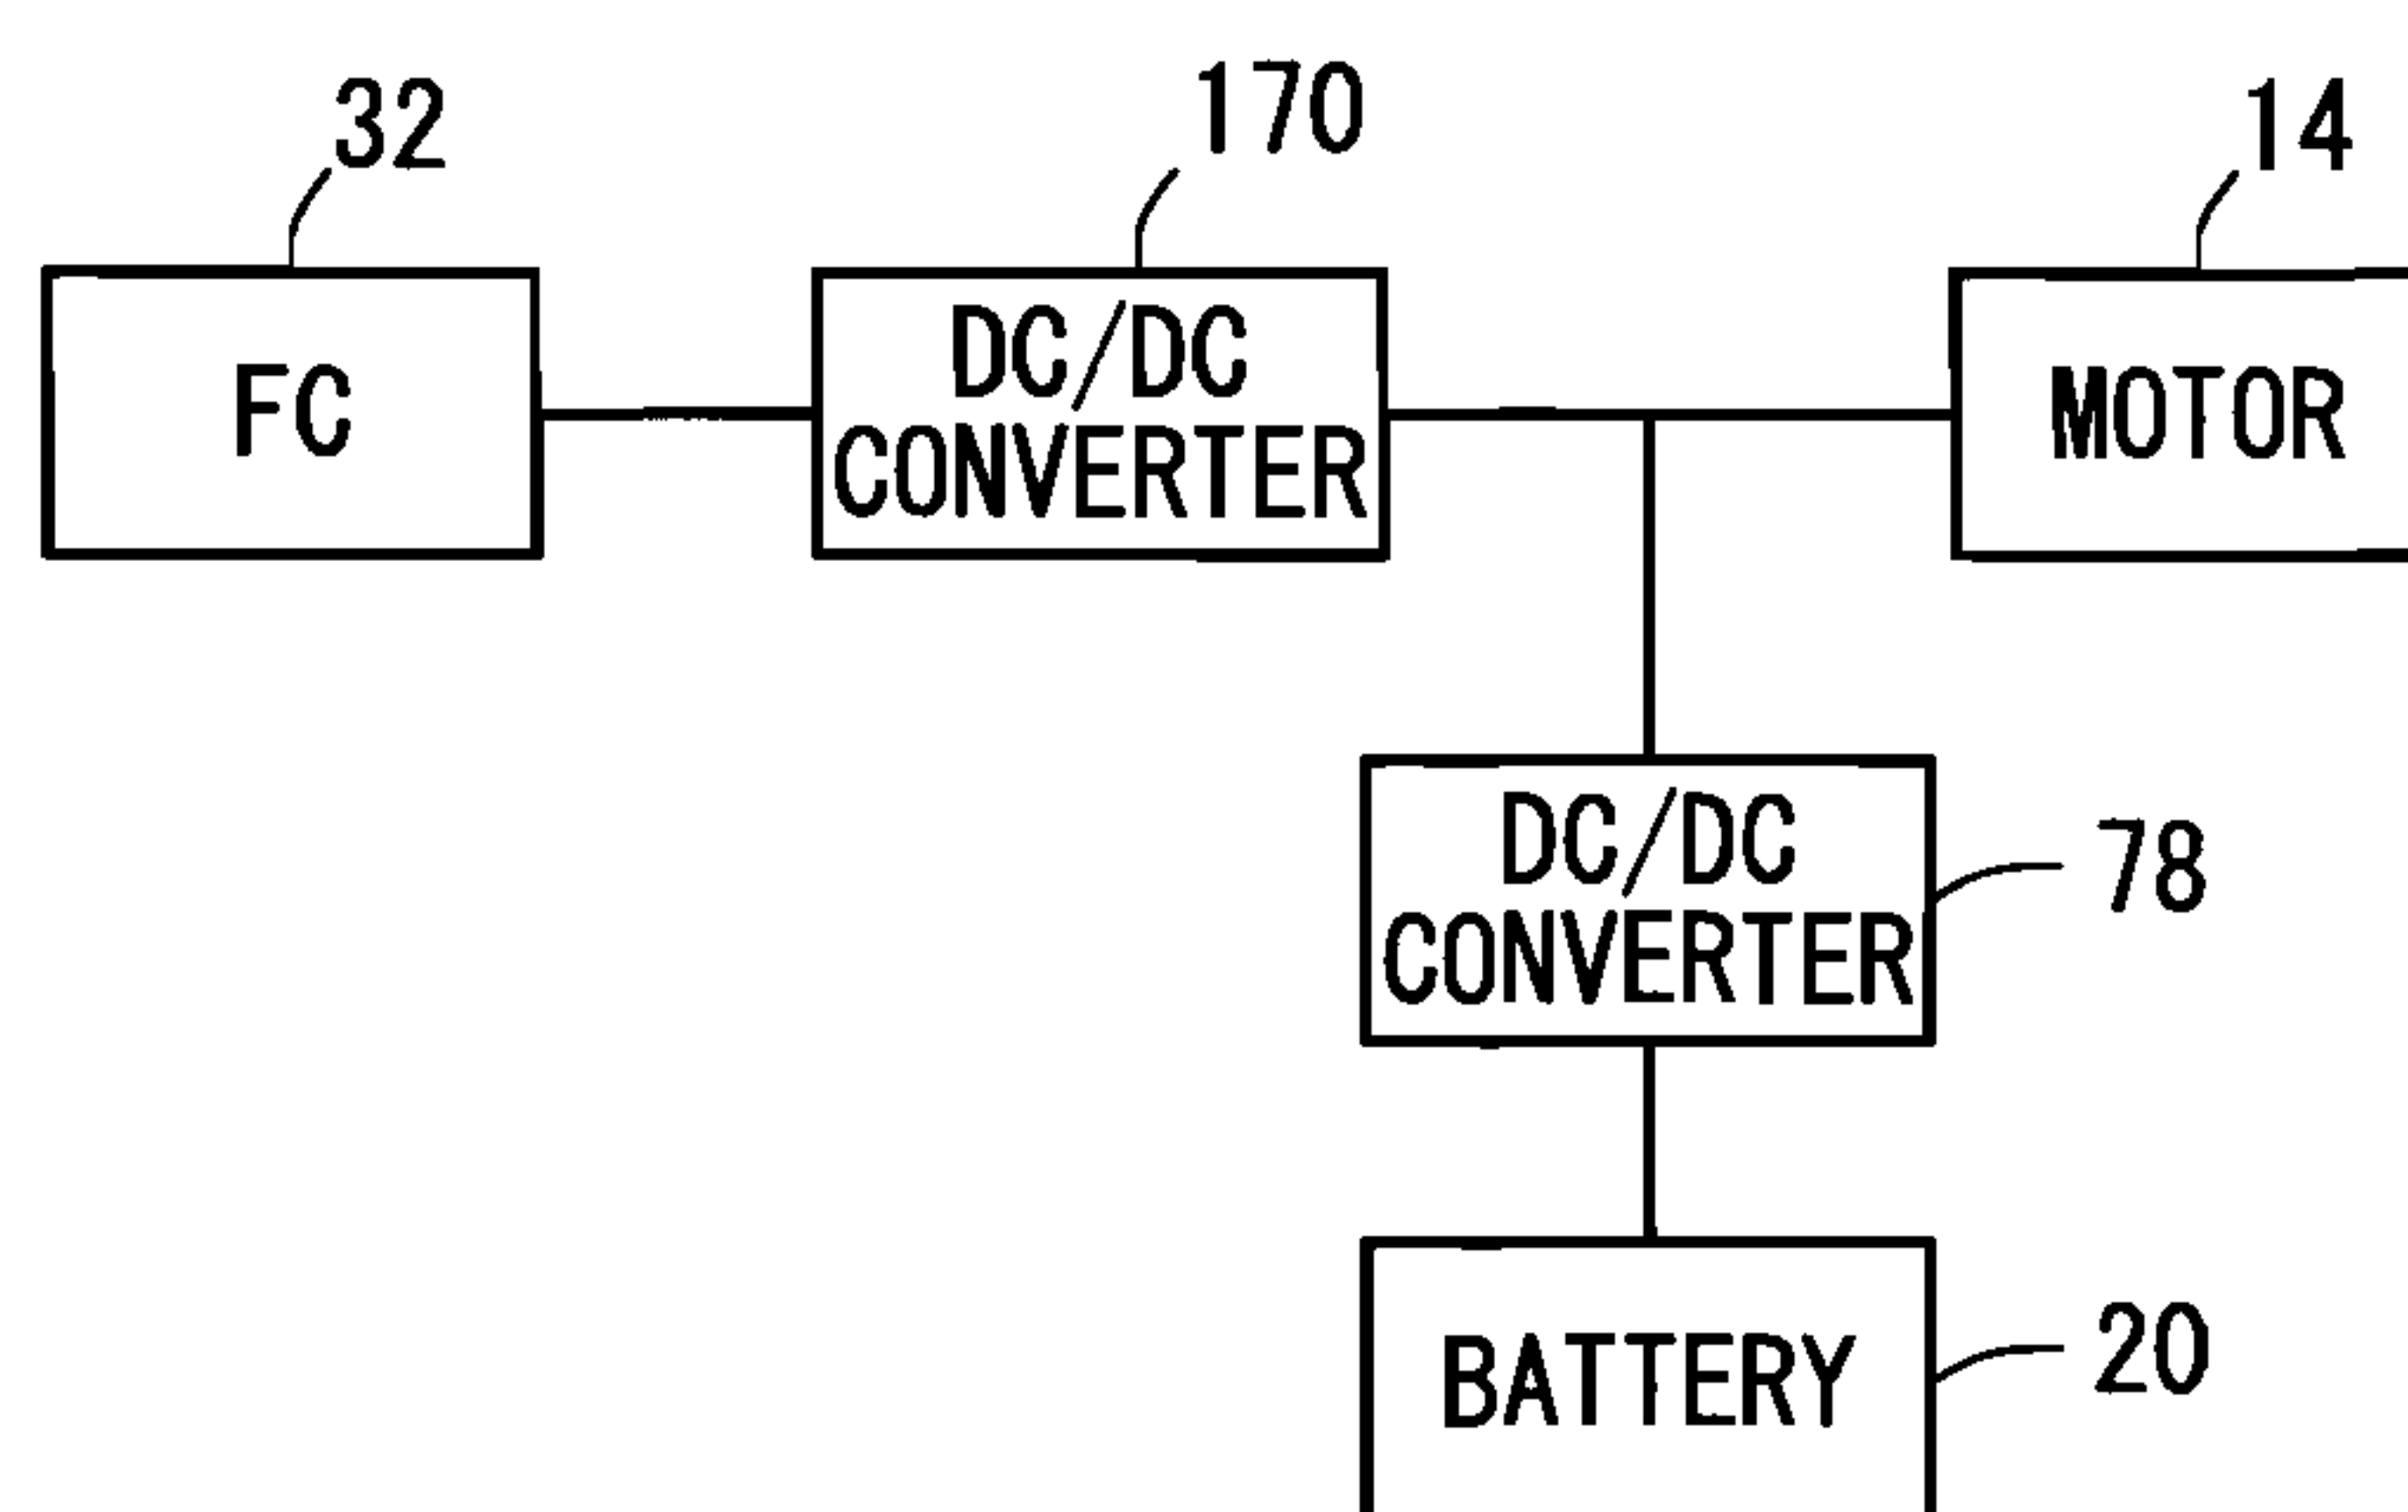 32
170
14
FC
DC/DC
CONVERTER
MOTOR
DC/DC
CONVERTER
78
BATTERY
20